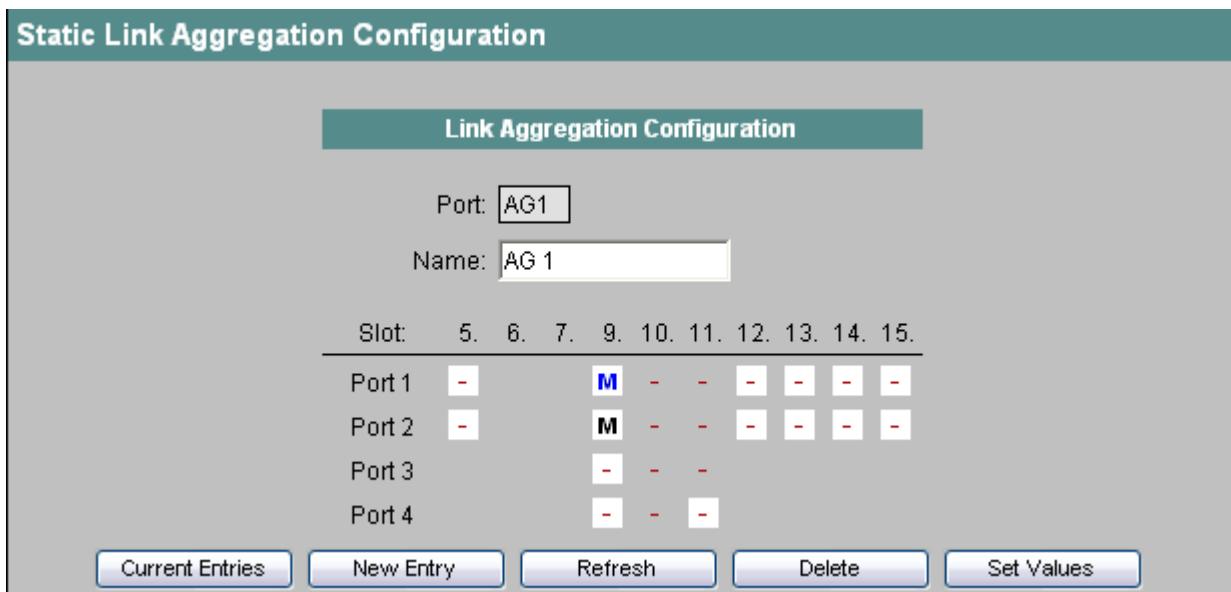 Static Link Aggregation Configuration
Link Aggregation Configuration
Port: AG1
Name: AG 1
Slot: 5. 6. 7. 9. 10. 11. 12. 13. 14. 15.
Port 1 - M - - - - - -
Port 2 - M - - - - - -
Port 3 - - -
Port 4 - - -
Current Entries New Entry Refresh Delete Set Values